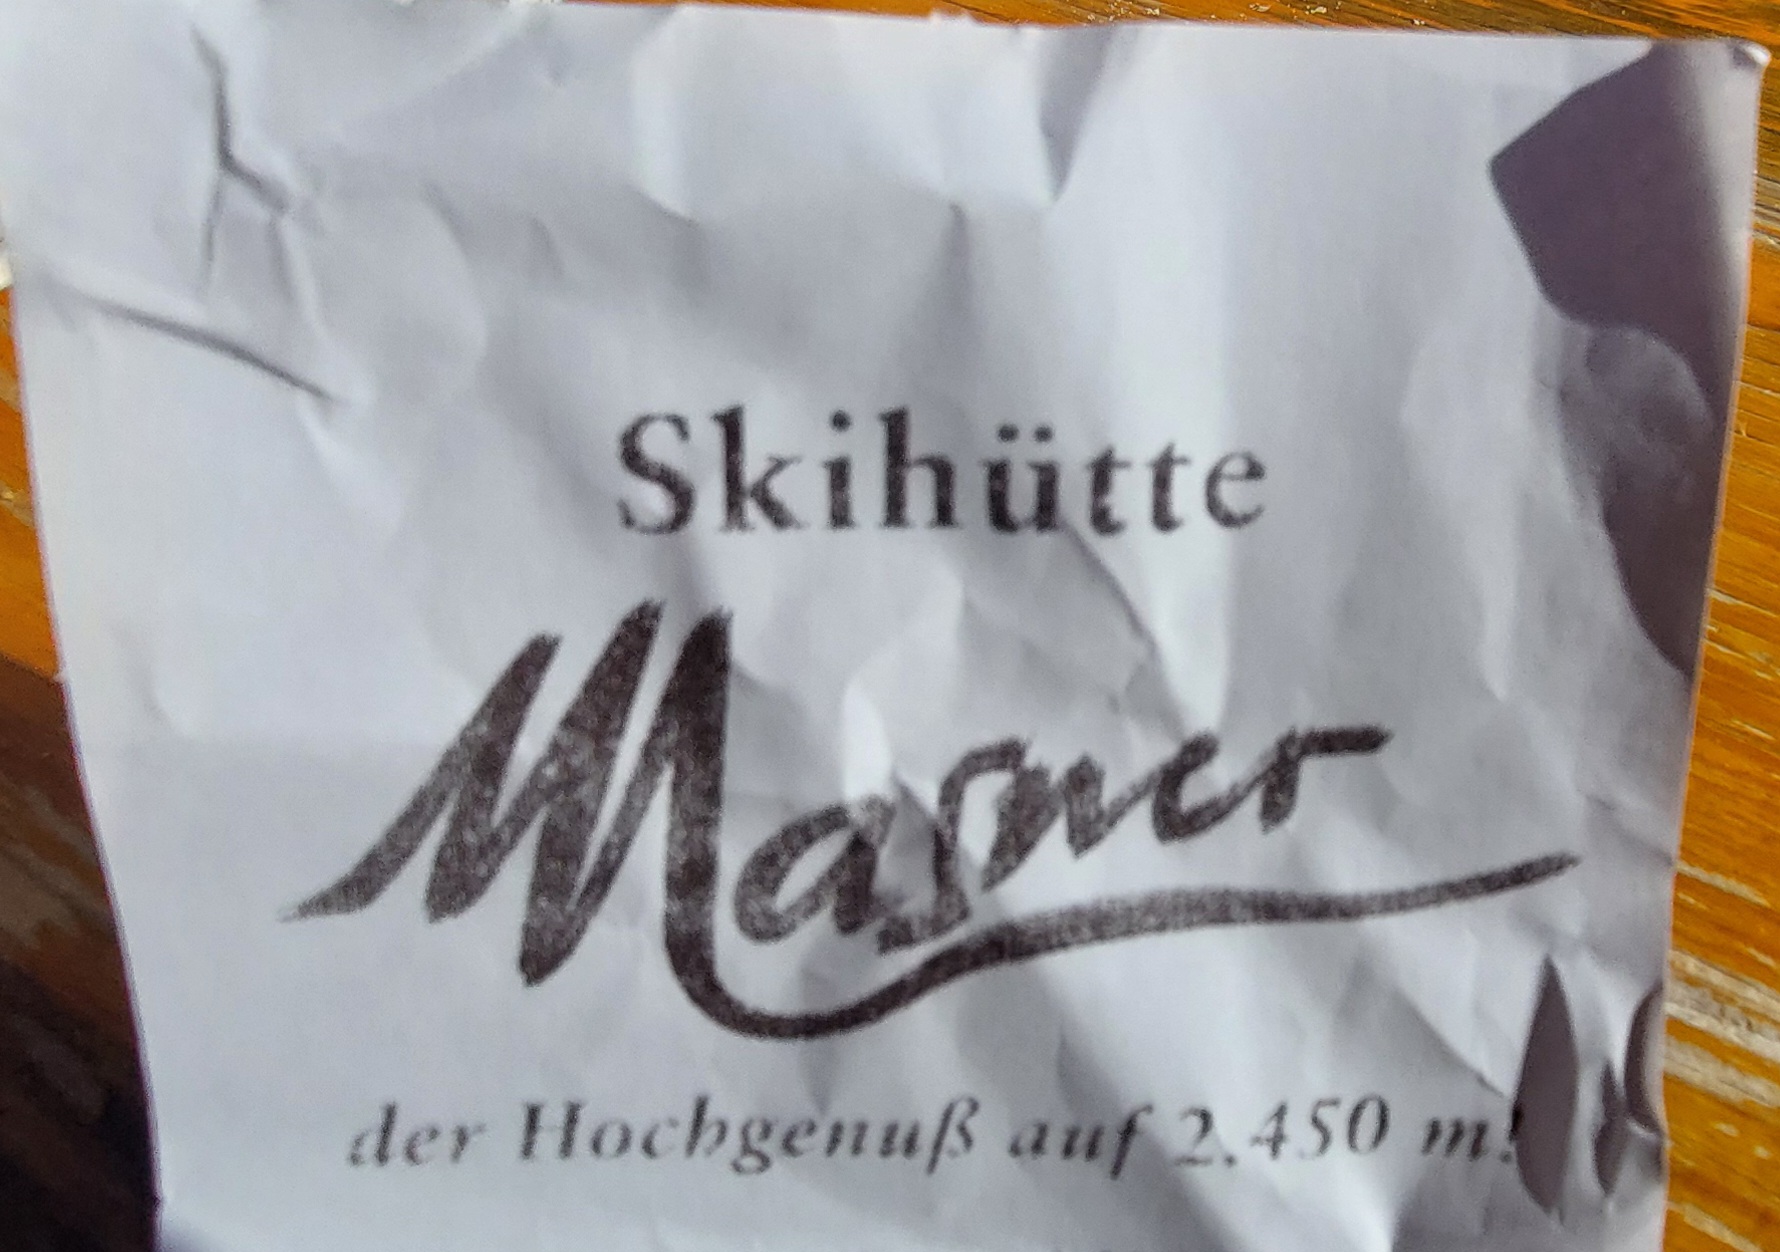 Skihütte
Masner
der Hochgenuß auf 2.450 m!